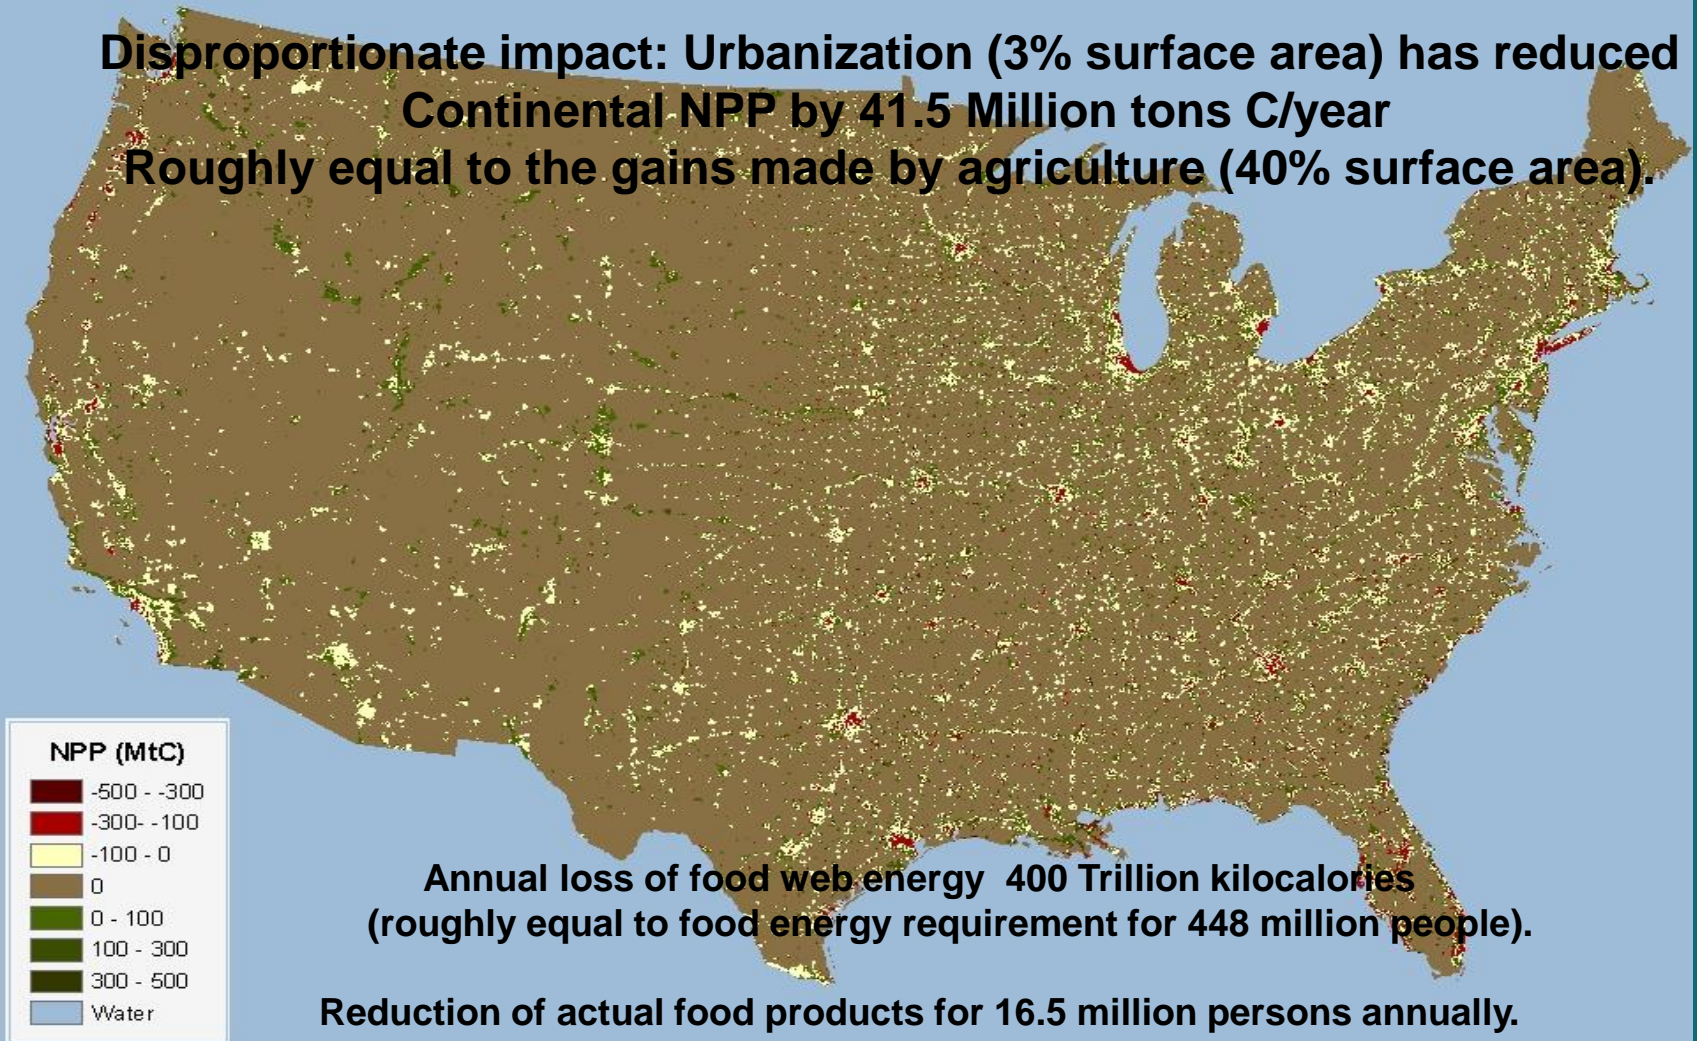 Disproportionate impact: Urbanization (3% surface area) has reduced
Continental NPP by 41.5 Million tons C/year
Roughly equal to the gains made by agriculture (40% surface area).
NPP (MtC)
-500 - -300
-300- -100
-100 - 0
0
0 - 100
100 - 300
300 - 500
Water
Annual loss of food web energy 400 Trillion kilocalories
(roughly equal to food energy requirement for 448 million people).
Reduction of actual food products for 16.5 million persons annually.